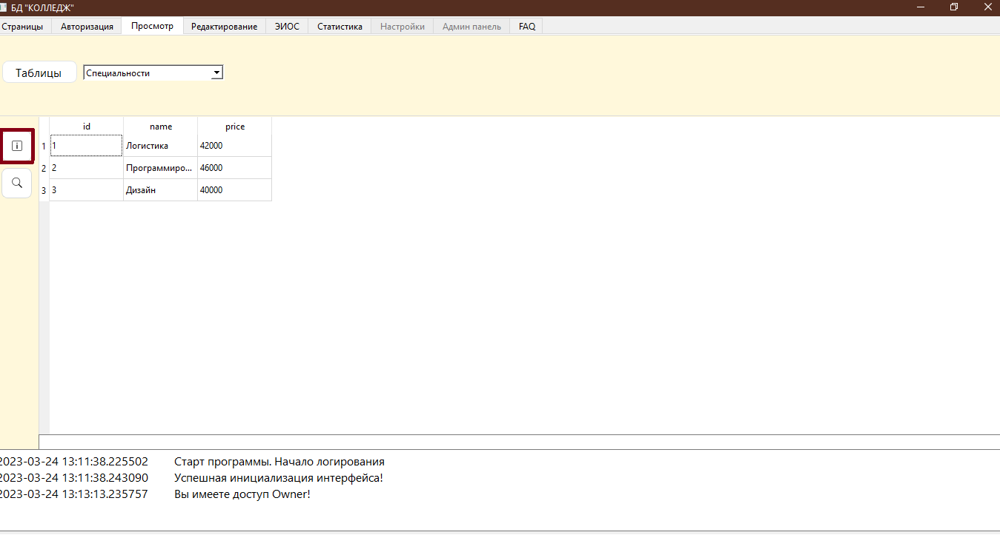 БД "КОЛЛЕДЖ"
Страницы Авторизация Просмотр Редактирование ЭИОС Статистика Настройки Админ панель FAQ
Таблицы Специальности
id name price
1 1 Логистика 42000
2 2 Программиро... 46000
3 3 Дизайн 40000
2023-03-24 13:11:38.225502 Старт программы. Начало логирования
2023-03-24 13:11:38.243090 Успешная инициализация интерфейса!
2023-03-24 13:13:13.235757 Вы имеете доступ Owner!